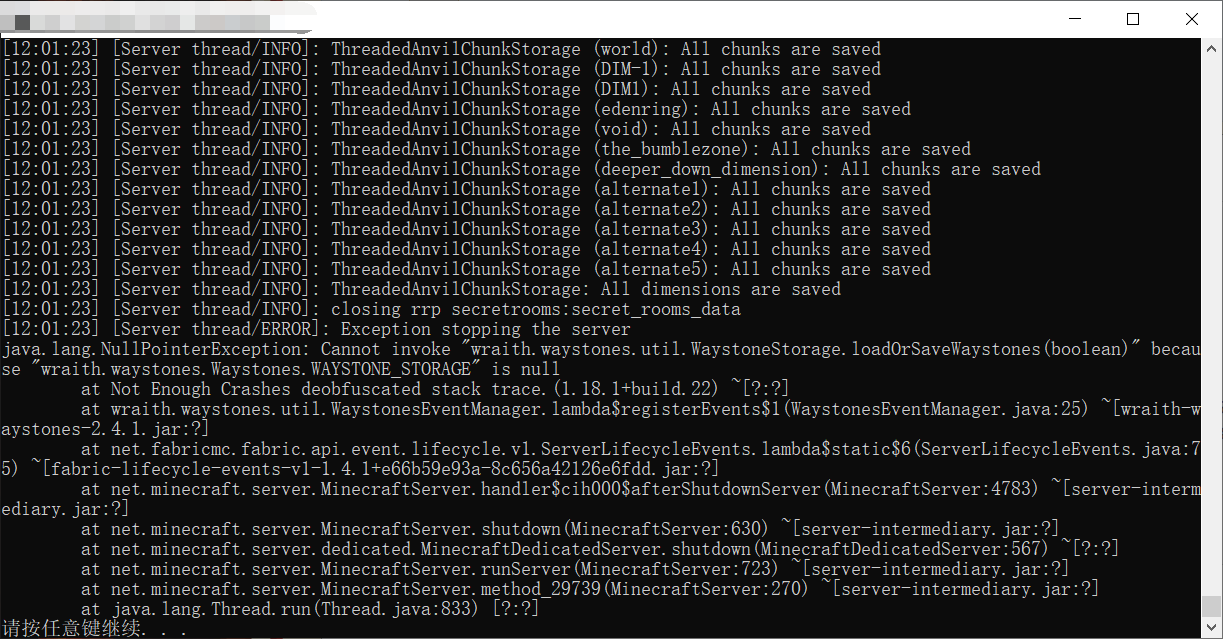 [12:01:23] [Server thread/INFO]: ThreadedAnvilChunkStorage (world): All chunks are saved
[12:01:23] [Server thread/INFO]: ThreadedAnvilChunkStorage (DIM-1): All chunks are saved
[12:01:23] [Server thread/INFO]: ThreadedAnvilChunkStorage (DIM1): All chunks are saved
[12:01:23] [Server thread/INFO]: ThreadedAnvilChunkStorage (edenring): All chunks are saved
[12:01:23] [Server thread/INFO]: ThreadedAnvilChunkStorage (void): All chunks are saved
[12:01:23] [Server thread/INFO]: ThreadedAnvilChunkStorage (the_bumblezone): All chunks are saved
[12:01:23] [Server thread/INFO]: ThreadedAnvilChunkStorage (deeper_down_dimension): All chunks are saved
[12:01:23] [Server thread/INFO]: ThreadedAnvilChunkStorage (alternate1): All chunks are saved
[12:01:23] [Server thread/INFO]: ThreadedAnvilChunkStorage (alternate2): All chunks are saved
[12:01:23] [Server thread/INFO]: ThreadedAnvilChunkStorage (alternate3): All chunks are saved
[12:01:23] [Server thread/INFO]: ThreadedAnvilChunkStorage (alternate4): All chunks are saved
[12:01:23] [Server thread/INFO]: ThreadedAnvilChunkStorage (alternate5): All chunks are saved
[12:01:23] [Server thread/INFO]: ThreadedAnvilChunkStorage: All dimensions are saved
[12:01:23] [Server thread/INFO]: closing rrp secretrooms:secret_rooms_data
[12:01:23] [Server thread/ERROR]: Exception stopping the server
java.lang.NullPointerException: Cannot invoke "wraith.waystones.util.WaystoneStorage.loadOrSaveWaystones(boolean)" becau
se "wraith.waystones.Waystones.WAYSTONE_STORAGE" is null
at Not Enough Crashes deobfuscated stack trace.(1.18.1+build.22) ~[?:?]
at wraith.waystones.util.WaystonesEventManager.lambda$registerEvents$1(WaystonesEventManager.java:25) ~[wraith-w
aystones-2.4.1.jar:?]
at net.fabricmc.fabric.api.event.lifecycle.v1.ServerLifecycleEvents.lambda$static$6(ServerLifecycleEvents.java:7
5) ~[fabric-lifecycle-events-v1-1.4.1+e66b59e93a-8c656a42126e6fdd.jar:?]
at net.minecraft.server.MinecraftServer.handler$cih000$afterShutdownServer(MinecraftServer:4783) ~[server-interm
ediary.jar:?]
at net.minecraft.server.MinecraftServer.shutdown(MinecraftServer:630) ~[server-intermediary.jar:?]
at net.minecraft.server.dedicated.MinecraftDedicatedServer.shutdown(MinecraftDedicatedServer:567) ~[?:?]
at net.minecraft.server.MinecraftServer.runServer(MinecraftServer:723) ~[server-intermediary.jar:?]
at net.minecraft.server.MinecraftServer.method_29739(MinecraftServer:270) ~[server-intermediary.jar:?]
at java.lang.Thread.run(Thread.java:833) [?:?]
请按任意键继续. . .